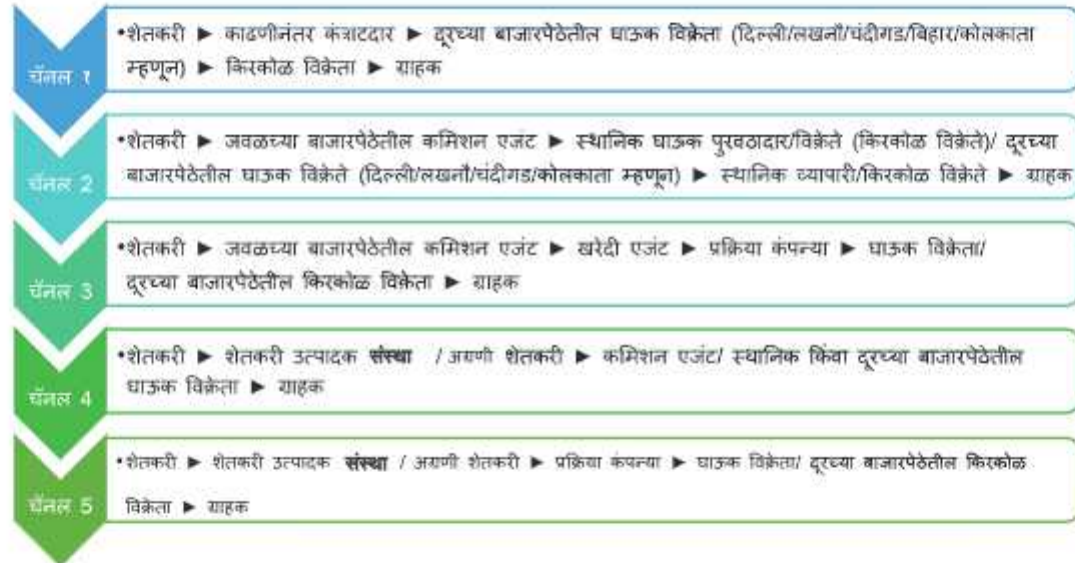 चॅनल १
•शेतकरी ► काढणीनंतर कंत्राटदार ► दूरच्या बाजारपेठेतील घाऊक विक्रेता (दिल्ली/लखनौ/चंदीगड/बिहार/कोलकाता
म्हणून) ► किरकोळ विक्रेता ► ग्राहक
चॅनल 2
•शेतकरी ► जवळच्या बाजारपेठेतील कमिशन एजंट ► स्थानिक घाऊक पुरवठादार/विक्रेते (किरकोळ विक्रेते)/ दूरच्या
बाजारपेठेतील घाऊक विक्रेते (दिल्ली/लखनौ/चंदीगड/कोलकाता म्हणून) ► स्थानिक व्यापारी/किरकोळ विक्रेते ► ग्राहक
चॅनल 3
•शेतकरी ► जवळच्या बाजारपेठेतील कमिशन एजंट ► खरेदी एजंट ► प्रक्रिया कंपन्या ► घाऊक विक्रेता/
दूरच्या बाजारपेठेतील किरकोळ विक्रेता ► ग्राहक
चॅनल 4
•शेतकरी ► शेतकरी उत्पादक संस्था / अग्रणी शेतकरी ► कमिशन एजंट/ स्थानिक किंवा दूरच्या बाजारपेठेतील
घाऊक विक्रेता ► ग्राहक
चॅनल 5
•शेतकरी ► शेतकरी उत्पादक संस्था / अग्रणी शेतकरी ► प्रक्रिया कंपन्या ► घाऊक विक्रेता/ दूरच्या बाजारपेठेतील किरकोळ
विक्रेता ► ग्राहक